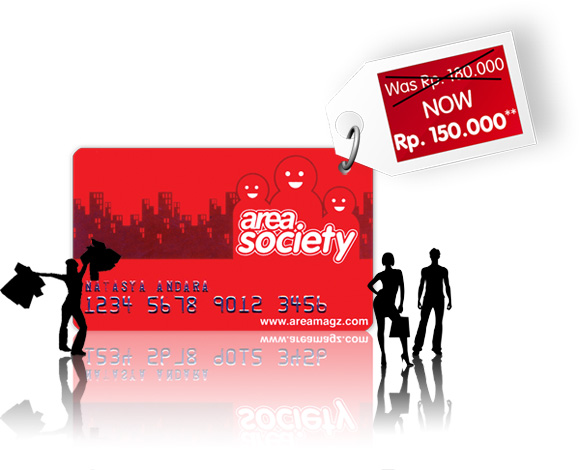 Was Rp. 180.000
NOW
Rp. 150.000**
area
society
NATASYA ANDARA
1234 5678 9012 3456
www.areamagz.com